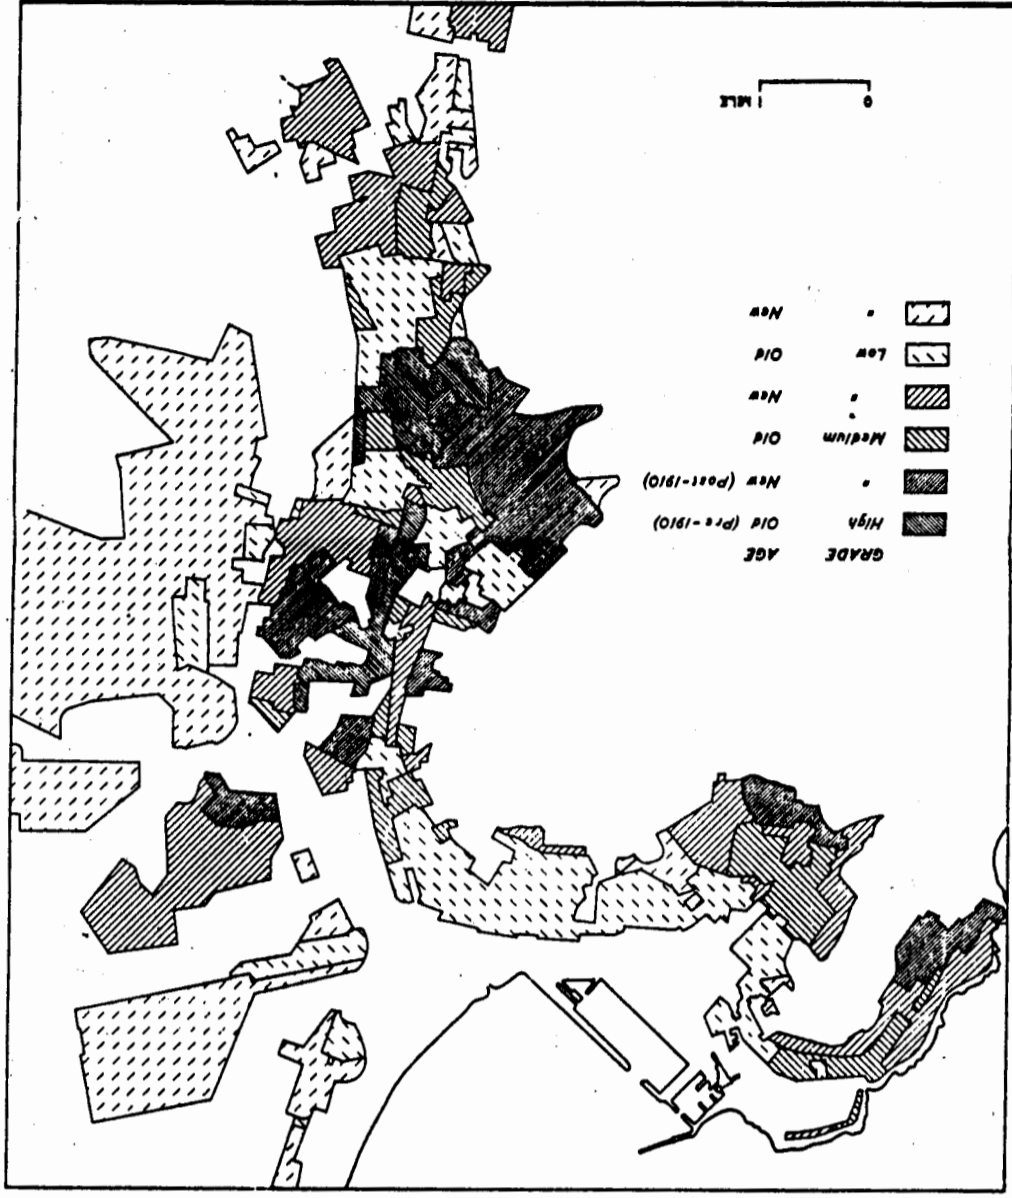 GRADE AGE
High Old (Pre-1910)
" New (Post-1910)
Medium Old
" New
Low Old
" New
0 1 MILE